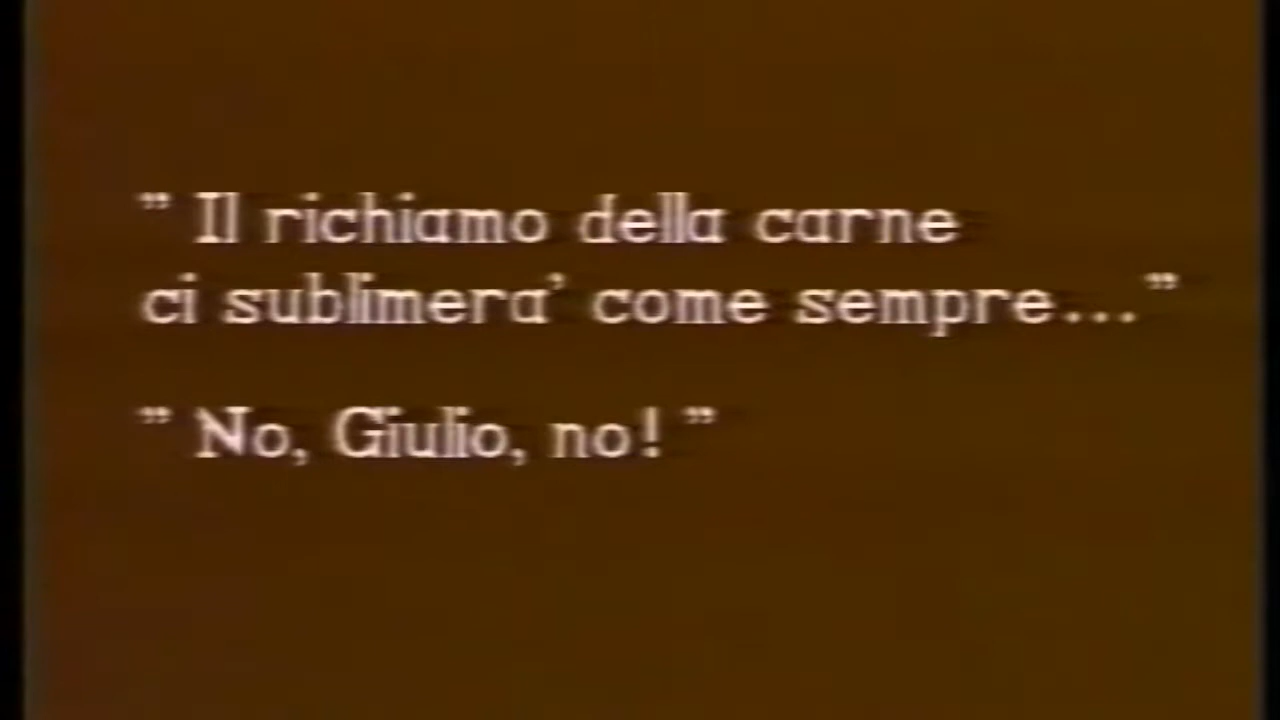 " Il richiamo della carne
ci sublimera' come sempre..."
" No, Giulio, no! "